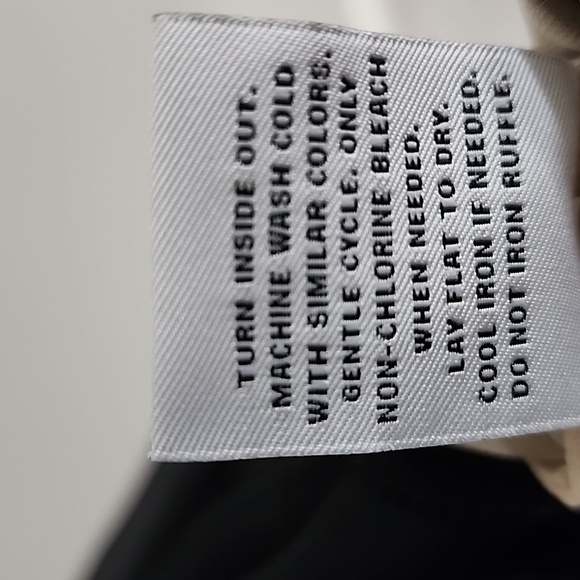 TURN INSIDE OUT.
MACHINE WASH COLD
WITH SIMILAR COLORS.
GENTLE CYCLE. ONLY
NON-CHLORINE BLEACH
WHEN NEEDED.
LAY FLAT TO DRY.
COOL IRON IF NEEDED.
DO NOT IRON RUFFLE.